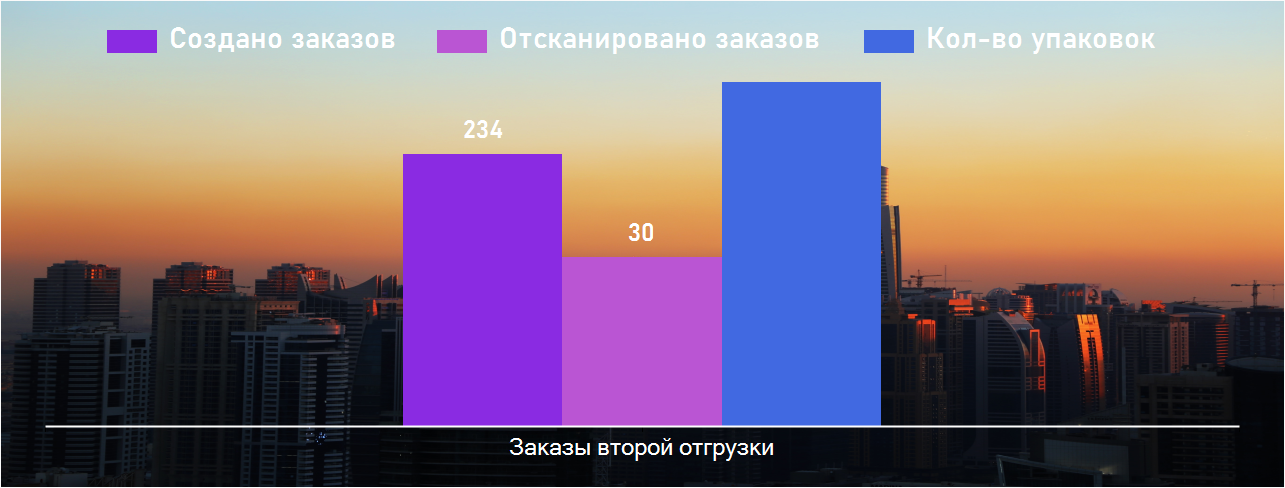 Создано заказов Отсканировано заказов Кол-во упаковок
234
30
Заказы второй отгрузки